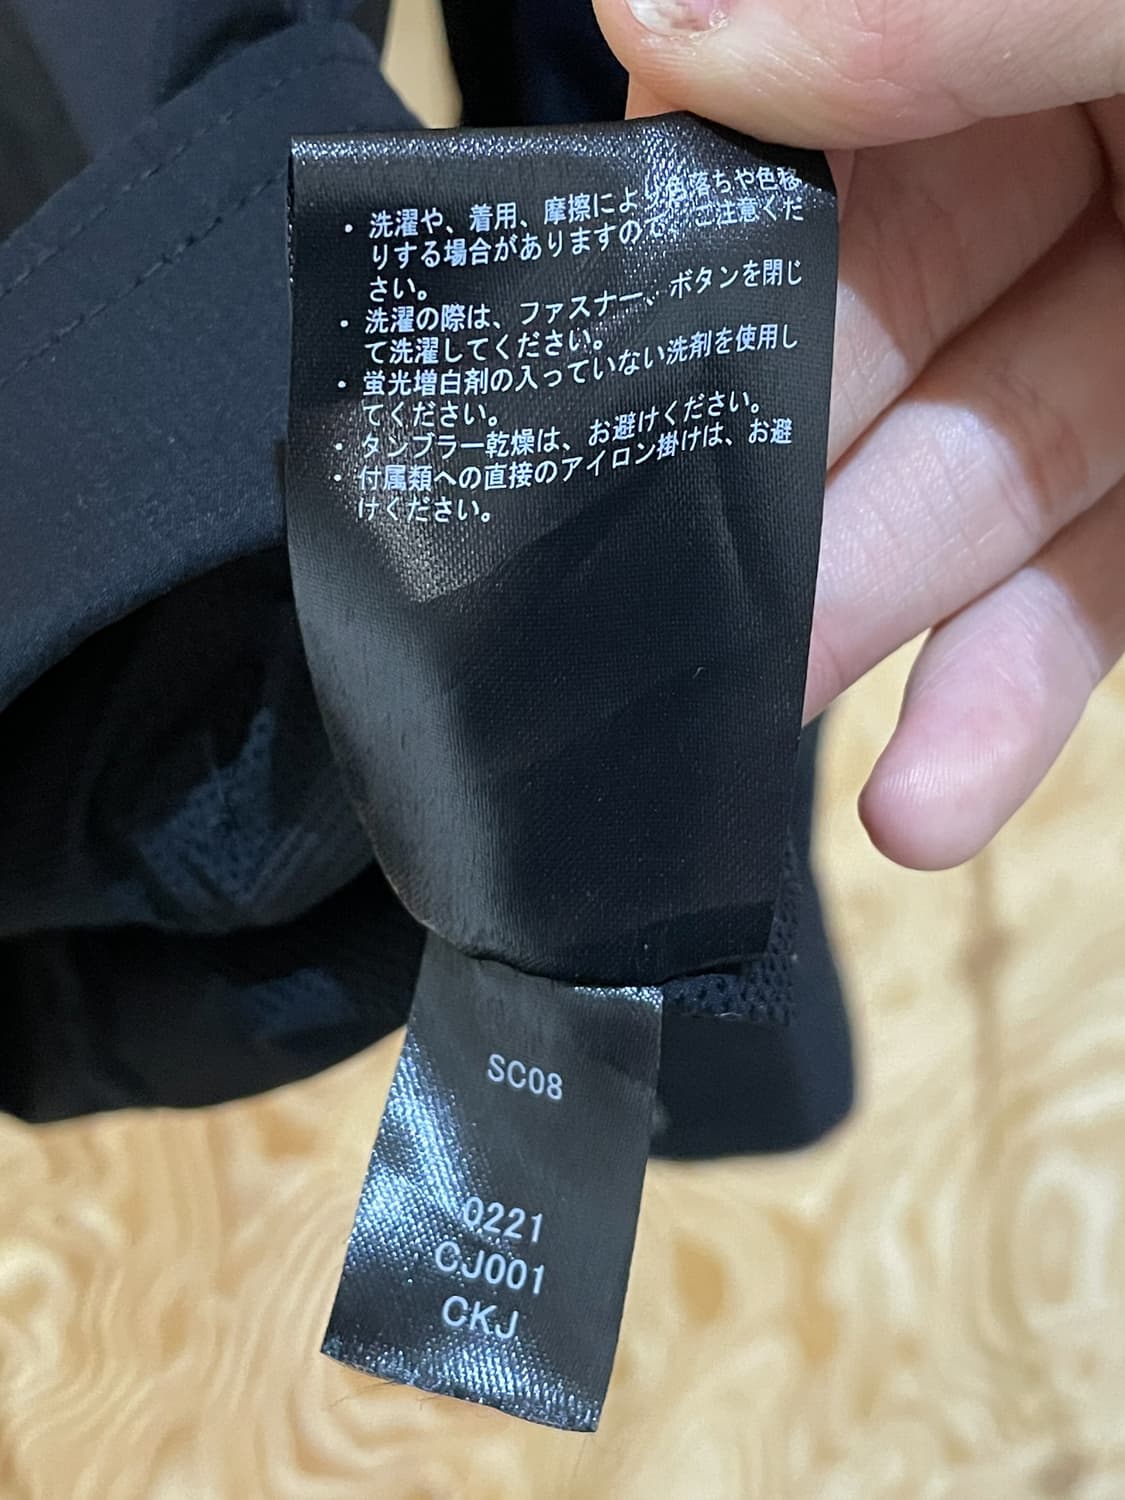 ・洗濯や、着用、摩擦により色落ちや色移
りする場合がありますので、ご注意くだ
さい。
・洗濯の際は、ファスナー、ボタンを閉じ
て洗濯してください。
・蛍光増白剤の入っていない洗剤を使用し
てください。
・タンブラー乾燥は、お避けください。
・付属類への直接のアイロン掛けは、お避
けください。
SC08
0221
CJ001
CKJ